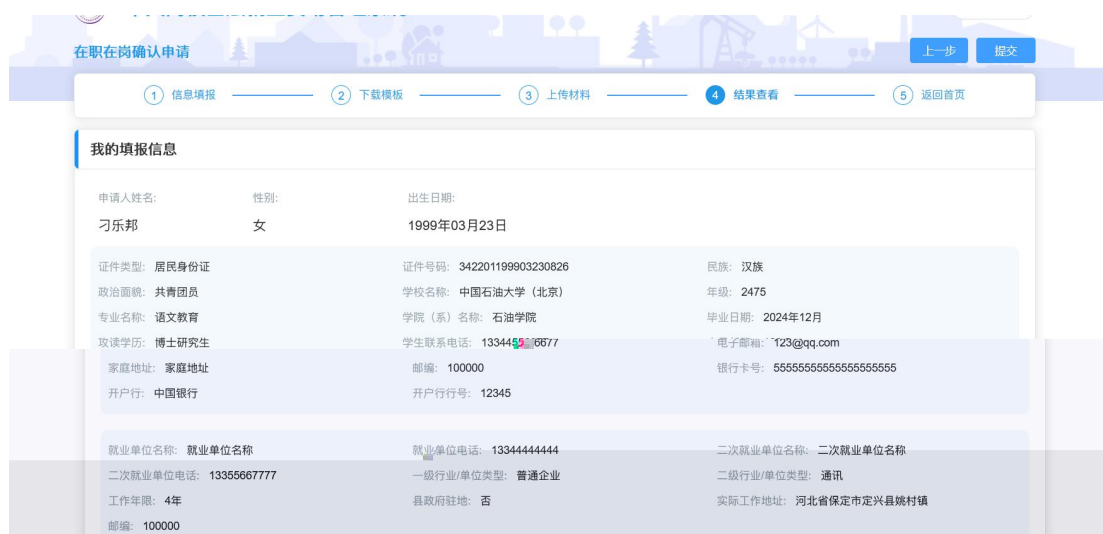 在职在岗确认申请 上一步 提交
1 信息填报 2 下载模板 3 上传材料 4 结果查看 5 返回首页
我的填报信息
申请人姓名: 性别: 出生日期:
刁乐邦 女 1999年03月23日
证件类型: 居民身份证 证件号码: 342201199903230826 民族: 汉族
政治面貌: 共青团员 学校名称: 中国石油大学（北京） 年级: 2475
专业名称: 语文教育 学院（系）名称: 石油学院 毕业日期: 2024年12月
攻读学历: 博士研究生 学生联系电话: 电子邮箱: 123@qq.com
家庭地址: 家庭地址 邮编: 100000 银行卡号: 55555555555555555555
开户行: 中国银行 开户行行号: 12345
就业单位名称: 就业单位名称 就业单位电话: 13344444444 二次就业单位名称: 二次就业单位名称
二次就业单位电话: 13355667777 一级行业/单位类型: 普通企业 二级行业/单位类型: 通讯
工作年限: 4年 县政府驻地: 否 实际工作地址: 河北省保定市定兴县姚村镇
邮编: 100000